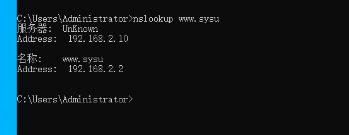 C:\Users\Administrator>nslookup www.sysu
服务器:  UnKnown
Address:  192.168.2.10
名称:    www.sysu
Address:  192.168.2.2
C:\Users\Administrator>